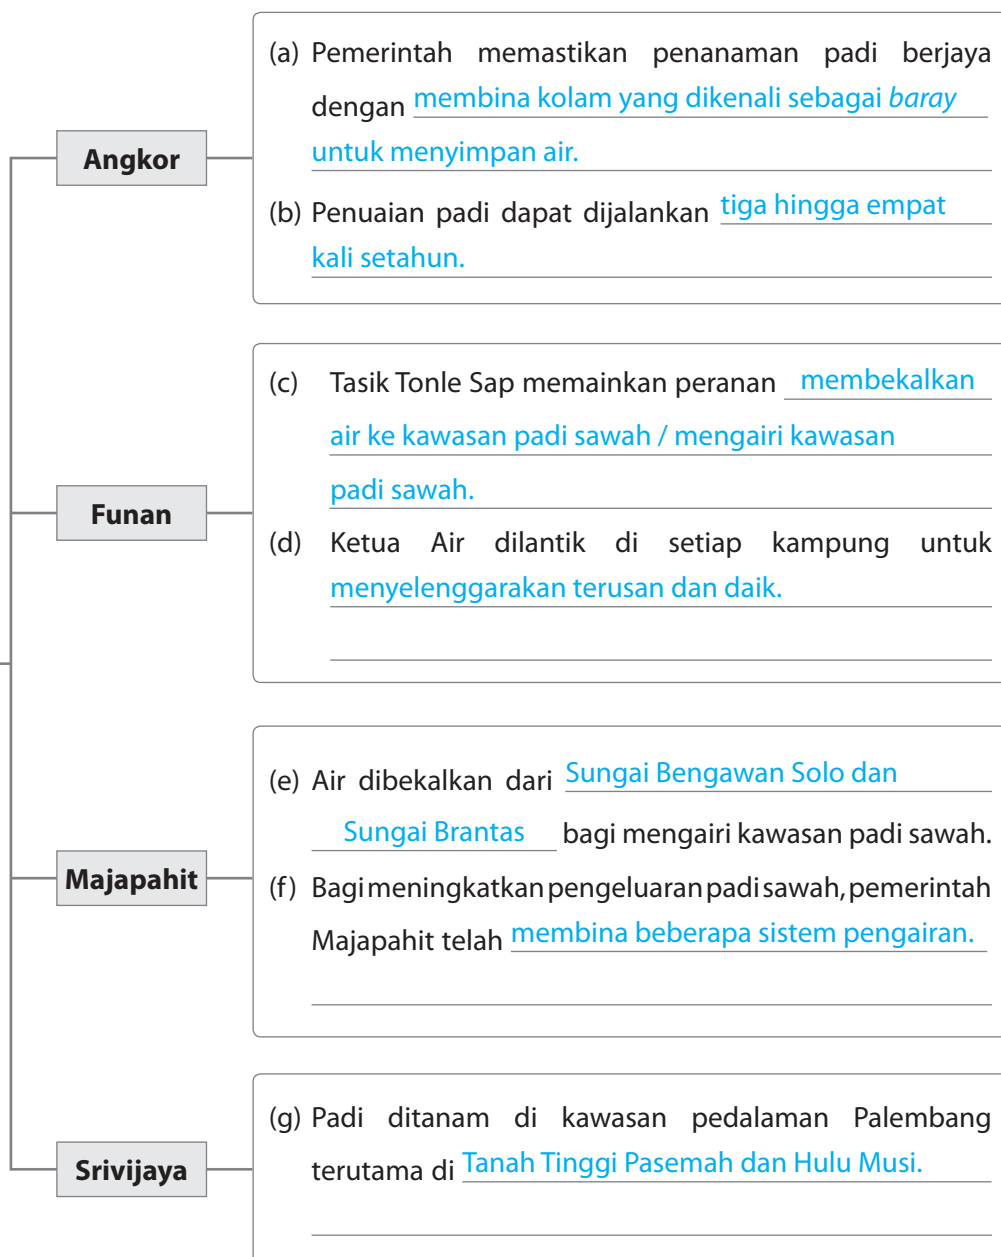 Angkor
(a) Pemerintah memastikan penanaman padi berjaya
dengan membina kolam yang dikenali sebagai baray
untuk menyimpan air.
(b) Penuaian padi dapat dijalankan tiga hingga empat
kali setahun.
Funan
(c) Tasik Tonle Sap memainkan peranan membekalkan
air ke kawasan padi sawah / mengairi kawasan
padi sawah.
(d) Ketua Air dilantik di setiap kampung untuk
menyelenggarakan terusan dan daik.
Majapahit
(e) Air dibekalkan dari Sungai Bengawan Solo dan
Sungai Brantas bagi mengairi kawasan padi sawah.
(f) Bagi meningkatkan pengeluaran padi sawah, pemerintah
Majapahit telah membina beberapa sistem pengairan.
Srivijaya
(g) Padi ditanam di kawasan pedalaman Palembang
terutama di Tanah Tinggi Pasemah dan Hulu Musi.